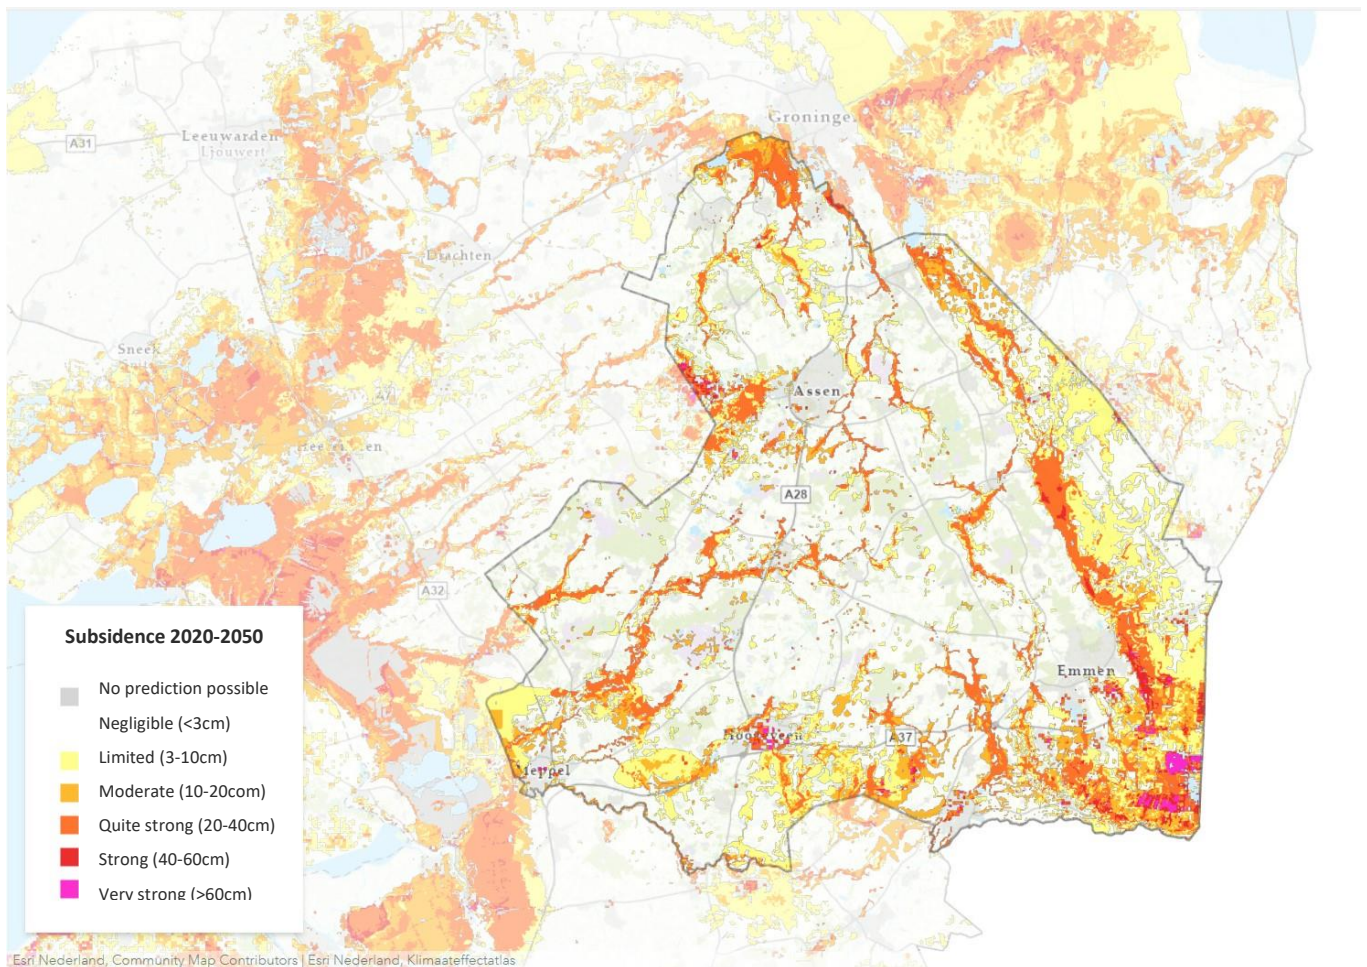 Groninge
Leeuwarden
Ljouwert
A31
Drachten
Sneek
A7
Assen
A28
A32
Emmen
A37
Meppel
Subsidence 2020-2050
No prediction possible
Negligible (<3cm)
Limited (3-10cm)
Moderate (10-20com)
Quite strong (20-40cm)
Strong (40-60cm)
Very strong (>60cm)
Esri Nederland, Community Map Contributors | Esri Nederland, Klimaateffectatlas